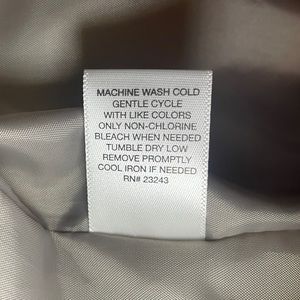 MACHINE WASH COLD
GENTLE CYCLE
WITH LIKE COLORS
ONLY NON-CHLORINE
BLEACH WHEN NEEDED
TUMBLE DRY LOW
REMOVE PROMPTLY
COOL IRON IF NEEDED
RN# 23243